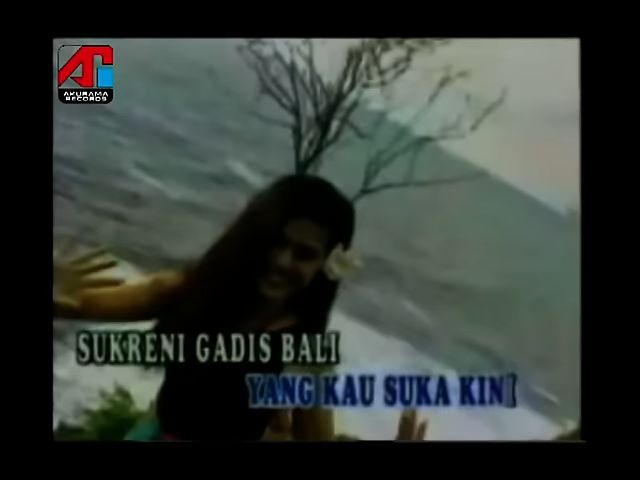 AKURAMA
RECORDS
SUKRENI GADIS BALI
YANG KAU SUKA KINI